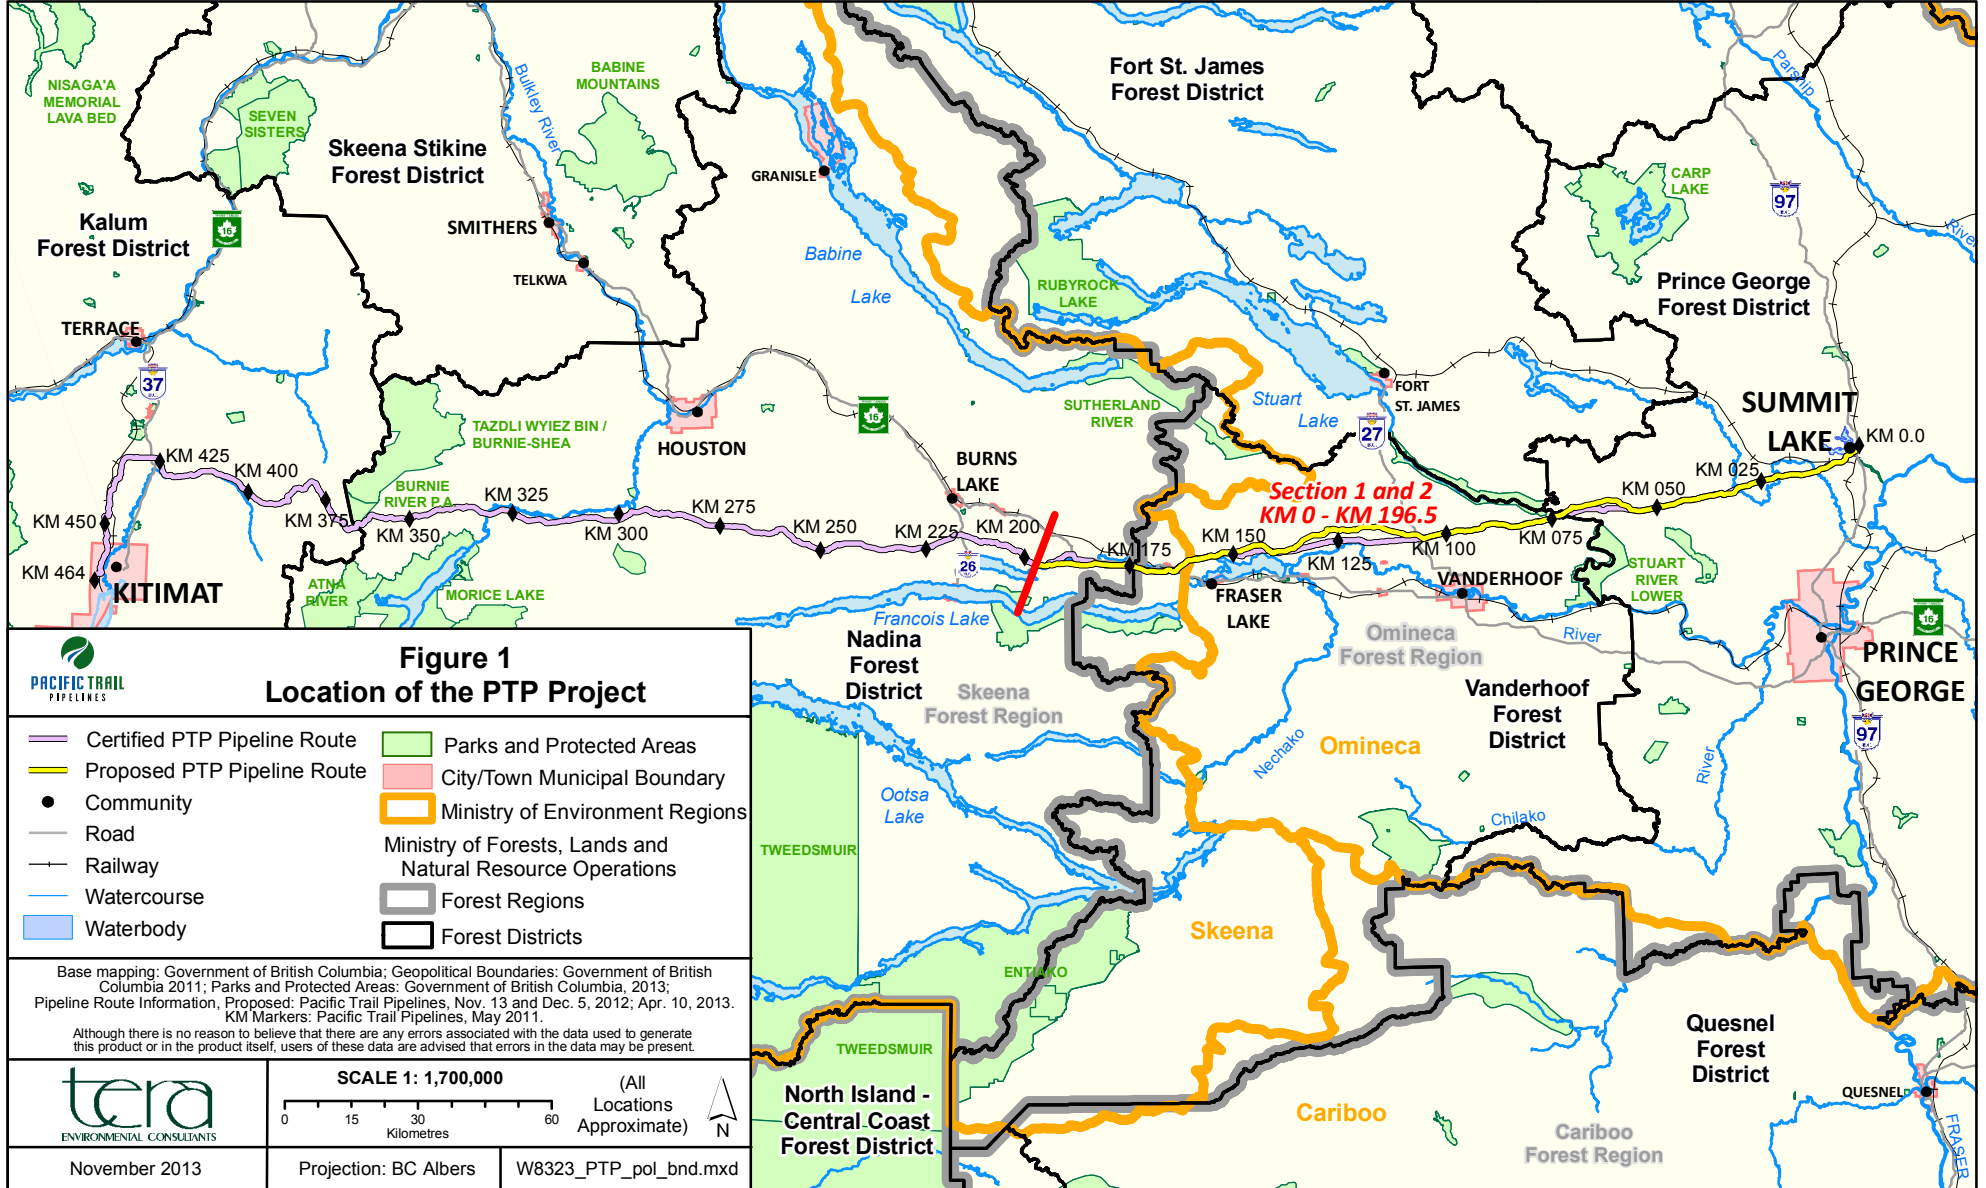 NISAGA'A
MEMORIAL
LAVA BED
SEVEN
SISTERS
Skeena Stikine
Forest District
Bulkley River
BABINE
MOUNTAINS
GRANISLE
Fort St. James
Forest District
Parsnip
River
97
CARP
LAKE
Kalum
Forest District
16
SMITHERS
TELKWA
Babine
Lake
RUBYROCK
LAKE
Prince George
Forest District
TERRACE
37
TAZDLI WYIEZ BIN /
BURNIE-SHEA
HOUSTON
16
SUTHERLAND
RIVER
Stuart
Lake
FORT
ST. JAMES
27
SUMMIT
LAKE
KM 0.0
KM 025
KM 050
KM 075
KM 100
KM 125
KM 150
KM 175
KM 200
KM 225
KM 250
KM 275
KM 300
KM 325
KM 350
KM 375
KM 400
KM 425
KM 450
KM 464
Section 1 and 2
KM 0 - KM 196.5
BURNS
LAKE
BURNIE
RIVER P.A.
KITIMAT
ATNA
RIVER
MORICE LAKE
26
Francois Lake
FRASER
LAKE
VANDERHOOF
STUART
RIVER
LOWER
16
PRINCE
GEORGE
97
Nadina
Forest
District
Skeena
Forest Region
Omineca
Forest Region
River
Vanderhoof
Forest
District
Omineca
Nechako
River
Chilako
Ootsa
Lake
TWEEDSMUIR
Skeena
ENTIAKO
TWEEDSMUIR
North Island -
Central Coast
Forest District
Cariboo
Cariboo
Forest Region
Quesnel
Forest
District
QUESNEL
FRASER
PACIFIC TRAIL
PIPELINES
Figure 1
Location of the PTP Project
Certified PTP Pipeline Route
Proposed PTP Pipeline Route
Community
Road
Railway
Watercourse
Waterbody
Parks and Protected Areas
City/Town Municipal Boundary
Ministry of Environment Regions
Ministry of Forests, Lands and
Natural Resource Operations
Forest Regions
Forest Districts
Base mapping: Government of British Columbia; Geopolitical Boundaries: Government of British
Columbia 2011; Parks and Protected Areas: Government of British Columbia, 2013;
Pipeline Route Information, Proposed: Pacific Trail Pipelines, Nov. 13 and Dec. 5, 2012; Apr. 10, 2013.
KM Markers: Pacific Trail Pipelines, May 2011.
Although there is no reason to believe that there are any errors associated with the data used to generate
this product or in the product itself, users of these data are advised that errors in the data may be present.
tera
ENVIRONMENTAL CONSULTANTS
SCALE 1: 1,700,000
0 15 30 60
Kilometres
(All
Locations
Approximate)
N
November 2013
Projection: BC Albers
W8323_PTP_pol_bnd.mxd